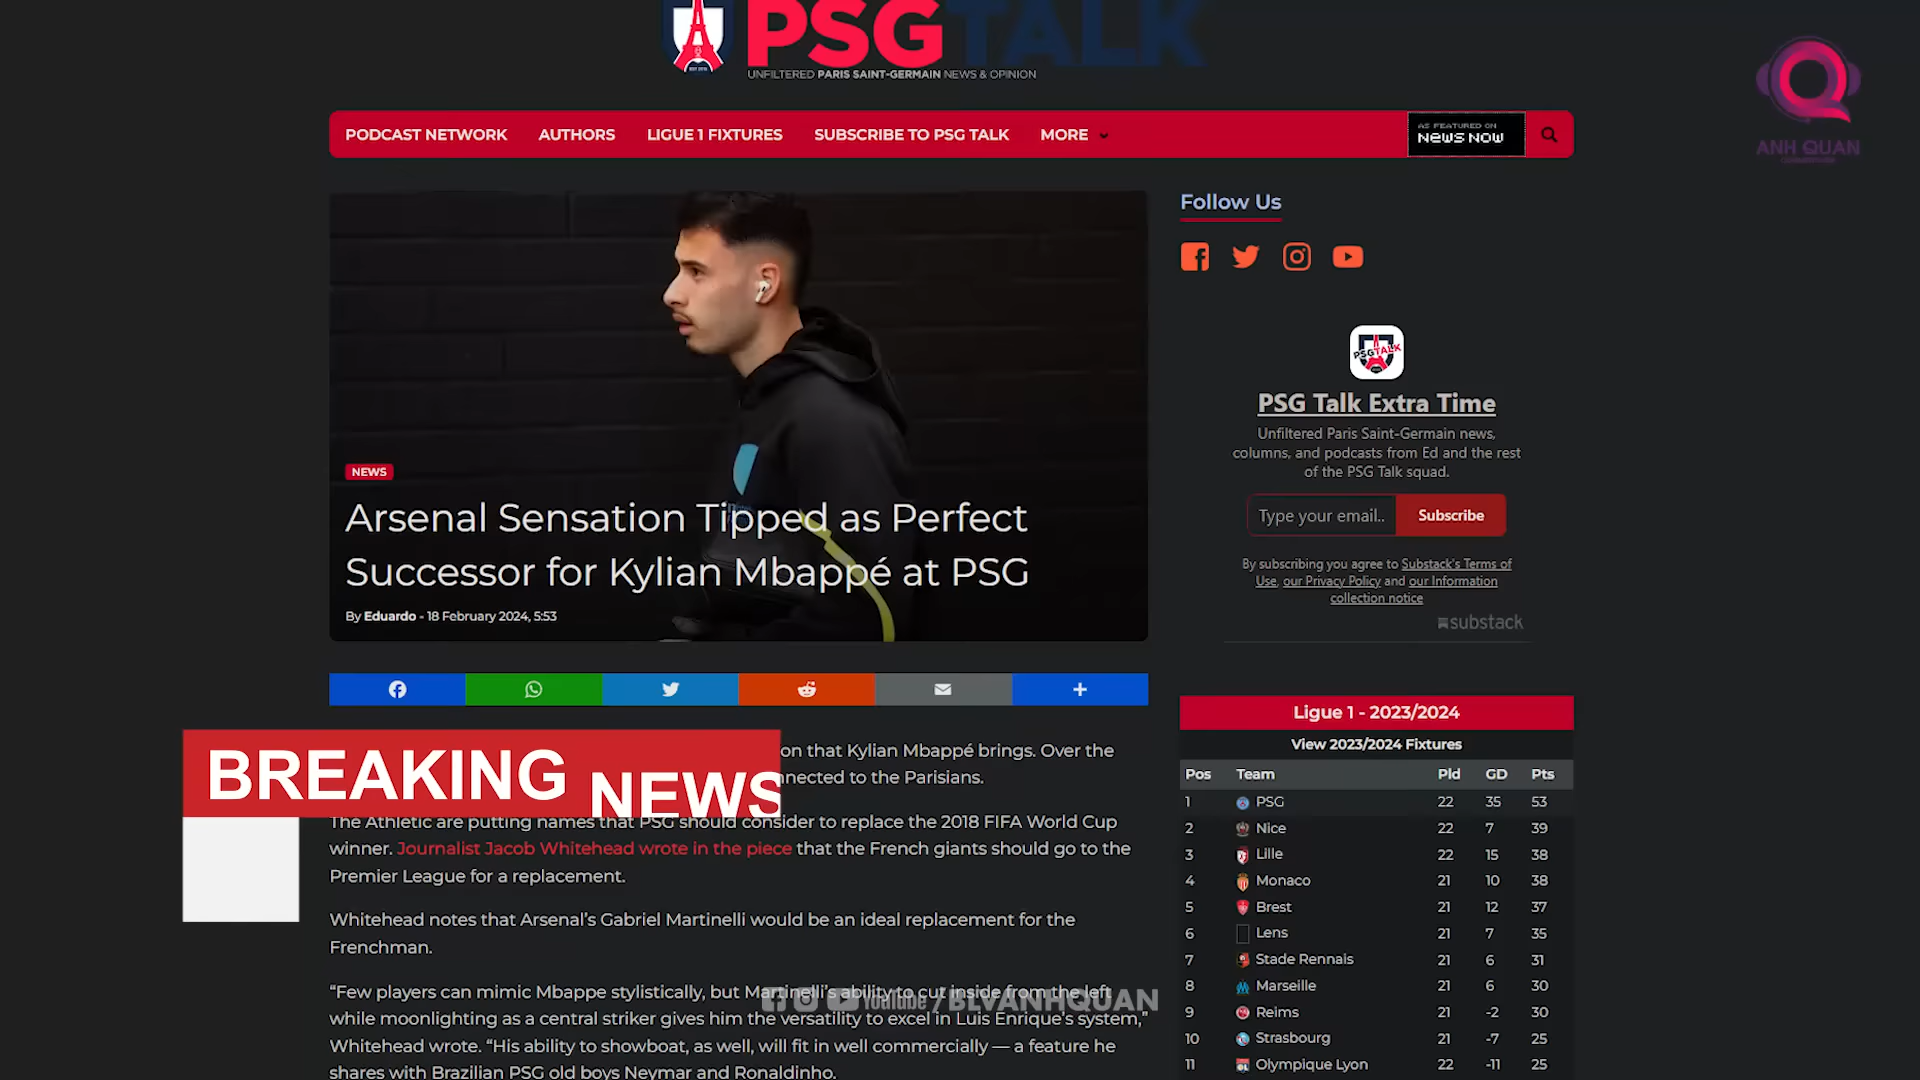 PSGTALK
UNFILTERED PARIS SAINT-GERMAIN NEWS & OPINION
ANH QUAN
PODCAST NETWORK
AUTHORS
LIGUE 1 FIXTURES
SUBSCRIBE TO PSG TALK
MORE
AS FEATURED ON
NEWS NOW
NEWS
Arsenal Sensation Tipped as Perfect
Successor for Kylian Mbappé at PSG
By Eduardo - 18 February 2024, 5:53
Follow Us
PSGTALK
PSG Talk Extra Time
Unfiltered Paris Saint-Germain news,
columns, and podcasts from Ed and the rest
of the PSG Talk squad.
Type your email..
Subscribe
By subscribing you agree to Substack's Terms of
Use, our Privacy Policy and our Information
collection notice
substack
BREAKING NEWS
on that Kylian Mbappé brings. Over the
nnected to the Parisians.
The Athletic are putting names that PSG should consider to replace the 2018 FIFA World Cup
winner. Journalist Jacob Whitehead wrote in the piece that the French giants should go to the
Premier League for a replacement.
Whitehead notes that Arsenal's Gabriel Martinelli would be an ideal replacement for the
Frenchman.
“Few players can mimic Mbappe stylistically, but Martinelli's ability to cut inside from the left
while moonlighting as a central striker gives him the versatility to excel in Luis Enrique's system,”
Whitehead wrote. “His ability to showboat, as well, will fit in well commercially — a feature he
shares with Brazilian PSG old boys Neymar and Ronaldinho.
YouTube /BLVANHQUAN
Ligue 1 - 2023/2024
View 2023/2024 Fixtures
Pos Team Pld GD Pts
1 PSG 22 35 53
2 Nice 22 7 39
3 Lille 22 15 38
4 Monaco 21 10 38
5 Brest 21 12 37
6 Lens 21 7 35
7 Stade Rennais 21 6 31
8 Marseille 21 6 30
9 Reims 21 -2 30
10 Strasbourg 21 -7 25
11 Olympique Lyon 22 -11 25